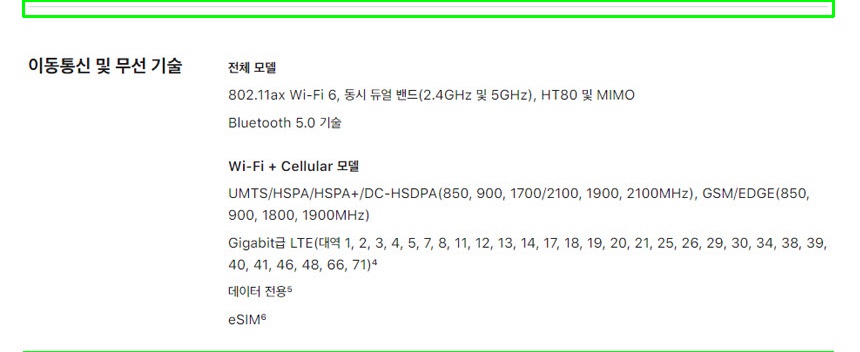 이동통신 및 무선 기술
전체 모델
802.11ax Wi-Fi 6, 동시 듀얼 밴드(2.4GHz 및 5GHz), HT80 및 MIMO
Bluetooth 5.0 기술
Wi-Fi + Cellular 모델
UMTS/HSPA/HSPA+/DC-HSDPA(850, 900, 1700/2100, 1900, 2100MHz), GSM/EDGE(850,
900, 1800, 1900MHz)
Gigabit급 LTE(대역 1, 2, 3, 4, 5, 7, 8, 11, 12, 13, 14, 17, 18, 19, 20, 21, 25, 26, 29, 30, 34, 38, 39,
40, 41, 46, 48, 66, 71)⁴
데이터 전용⁵
eSIM⁶